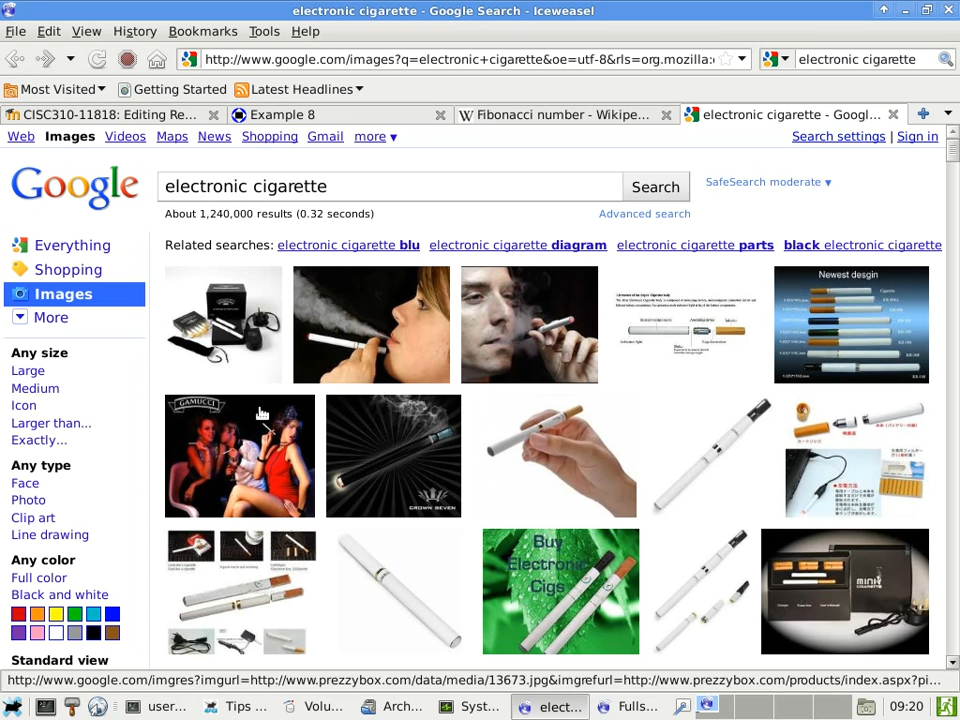 electronic cigarette - Google Search - Iceweasel
File Edit View History Bookmarks Tools Help
http://www.google.com/images?q=electronic+cigarette&oe=utf-8&rls=org.mozilla:
electronic cigarette
Most Visited Getting Started Latest Headlines
CISC310-11818: Editing Re...
Example 8
Fibonacci number - Wikipe...
electronic cigarette - Googl...
Web Images Videos Maps News Shopping Gmail more ▼
Search settings | Sign in
Google
electronic cigarette
Search
SafeSearch moderate ▼
About 1,240,000 results (0.32 seconds)
Advanced search
Everything
Shopping
Images
More
Any size
Large
Medium
Icon
Larger than...
Exactly...
Any type
Face
Photo
Clip art
Line drawing
Any color
Full color
Black and white
Standard view
Related searches: electronic cigarette blu electronic cigarette diagram electronic cigarette parts black electronic cigarette
Newest desgin
GAMUCCI
CROWN SEVEN
Buy
Electronic
Cigs
MINI
http://www.google.com/imgres?imgurl=http://www.prezzybox.com/data/media/13673.jpg&imgrefurl=http://www.prezzybox.com/products/index.aspx?pi...
user...
Tips ...
Volu...
Arch...
Syst...
elect...
Fulls...
09:20